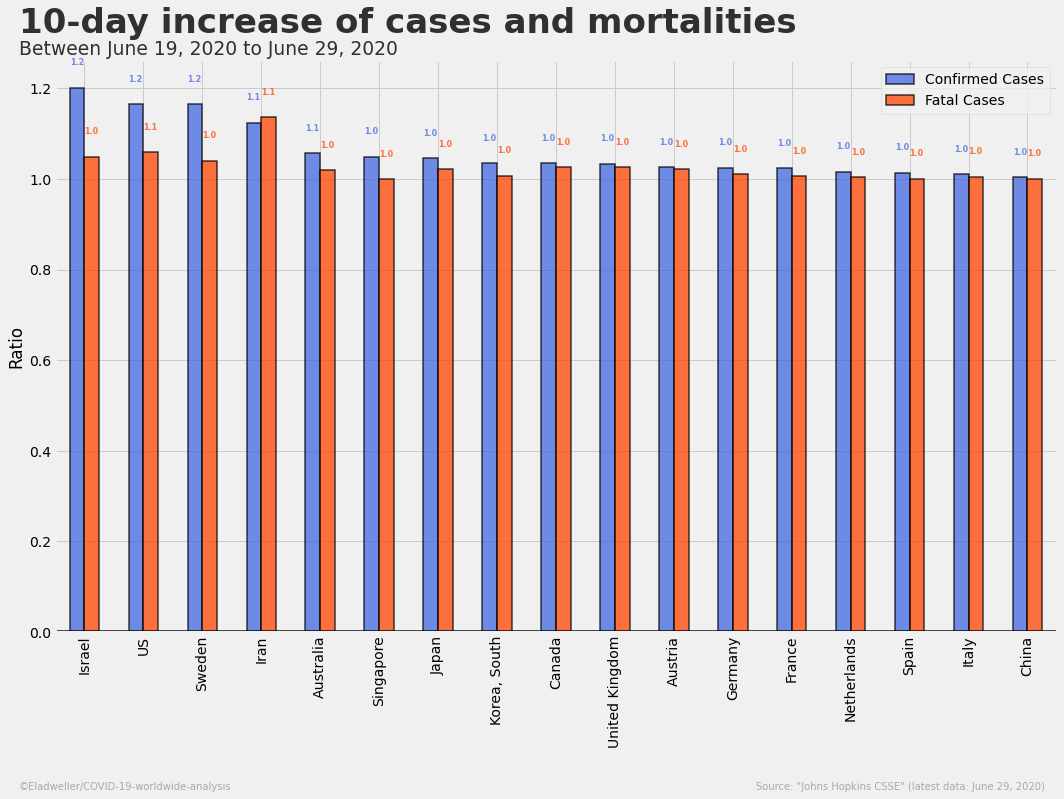 10-day increase of cases and mortalities
Between June 19, 2020 to June 29, 2020
Confirmed Cases
Fatal Cases
1.2 1.2 1.2 1.1 1.1 1.0 1.0 1.0 1.0 1.0 1.0 1.0 1.0 1.0 1.0 1.0 1.0
1.0 1.1 1.0 1.1 1.0 1.0 1.0 1.0 1.0 1.0 1.0 1.0 1.0 1.0 1.0 1.0 1.0
Ratio
1.2
1.0
0.8
0.6
0.4
0.2
0.0
Israel
US
Sweden
Iran
Australia
Singapore
Japan
Korea, South
Canada
United Kingdom
Austria
Germany
France
Netherlands
Spain
Italy
China
©Eladweller/COVID-19-worldwide-analysis
Source: "Johns Hopkins CSSE" (latest data: June 29, 2020)